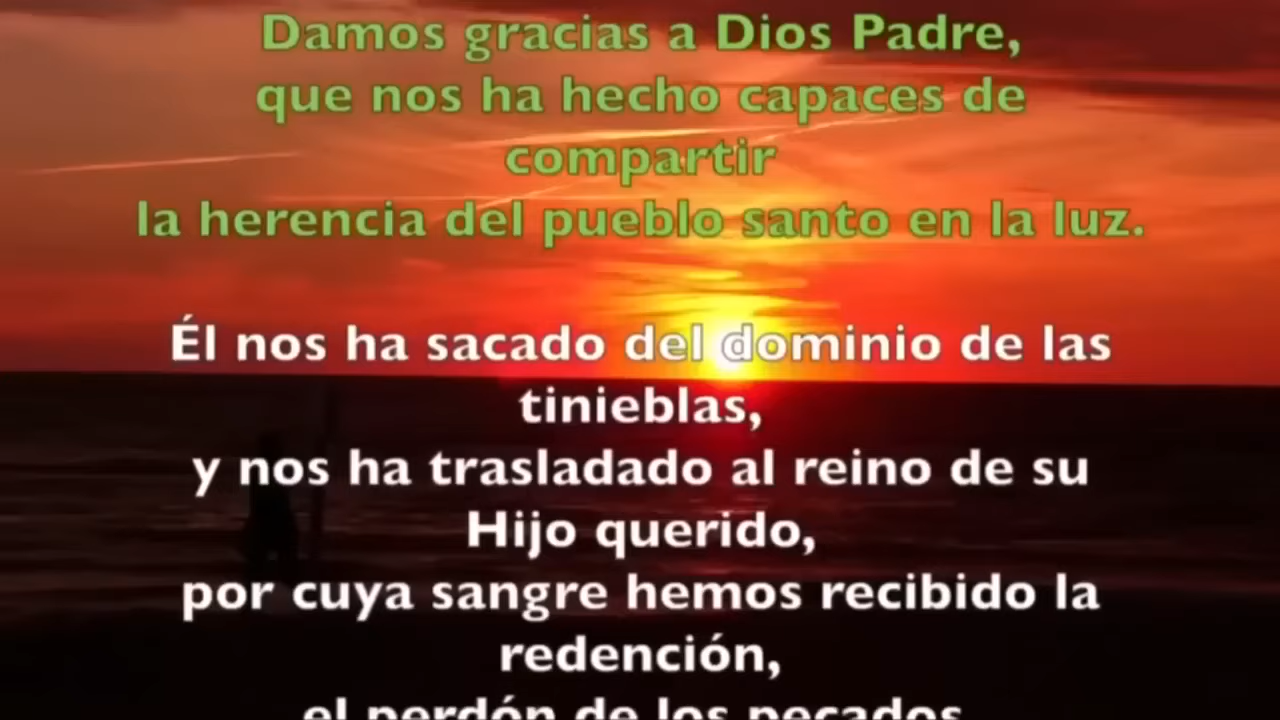 Damos gracias a Dios Padre,
que nos ha hecho capaces de
compartir
la herencia del pueblo santo en la luz.
Él nos ha sacado del dominio de las
tinieblas,
y nos ha trasladado al reino de su
Hijo querido,
por cuya sangre hemos recibido la
redención,
el perdón de los pecados.